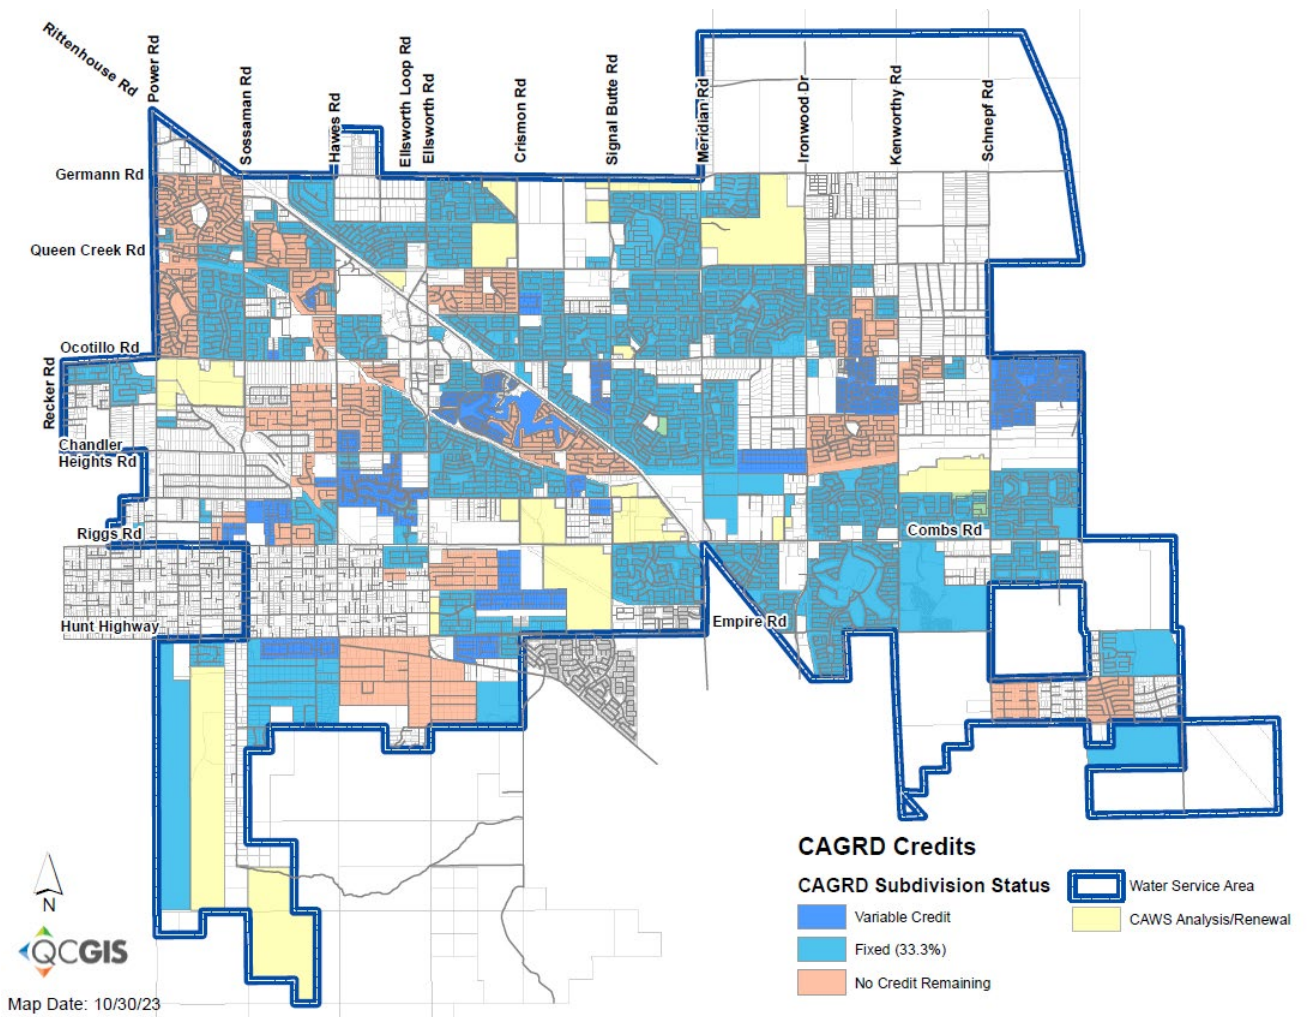 Rittenhouse Rd
Power Rd
Sossaman Rd
Hawes Rd
Ellsworth Loop Rd
Ellsworth Rd
Crismon Rd
Signal Butte Rd
Meridian Rd
Ironwood Dr
Kenworthy Rd
Schnepf Rd
Germann Rd
Queen Creek Rd
Ocotillo Rd
Recker Rd
Chandler
Heights Rd
Riggs Rd
Combs Rd
Hunt Highway
Empire Rd
CAGRD Credits
CAGRD Subdivision Status
Variable Credit
Fixed (33.3%)
No Credit Remaining
Water Service Area
CAWS Analysis/Renewal
N
QCGIS
Map Date: 10/30/23